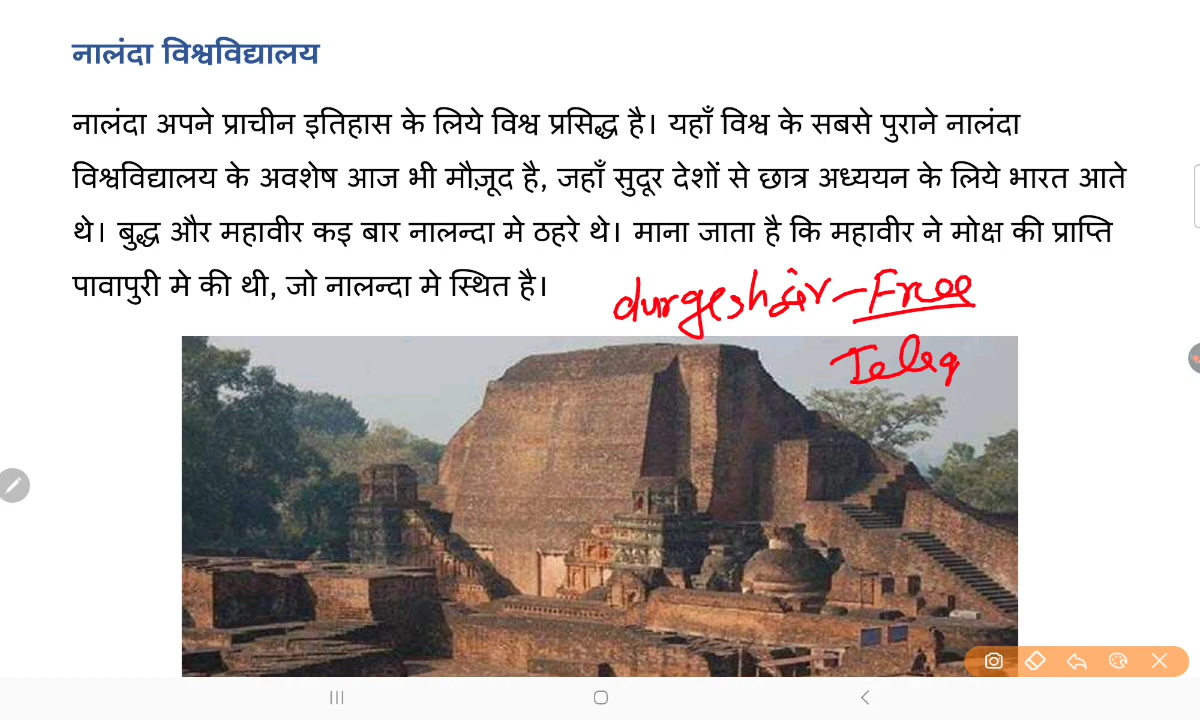 नालंदा विश्वविद्यालय
नालंदा अपने प्राचीन इतिहास के लिये विश्व प्रसिद्ध है। यहाँ विश्व के सबसे पुराने नालंदा
विश्वविद्यालय के अवशेष आज भी मौज़ूद है, जहाँ सुदूर देशों से छात्र अध्ययन के लिये भारत आते
थे। बुद्ध और महावीर कइ बार नालन्दा मे ठहरे थे। माना जाता है कि महावीर ने मोक्ष की प्राप्ति
पावापुरी मे की थी, जो नालन्दा मे स्थित है।
durgesh - Free
Teleg